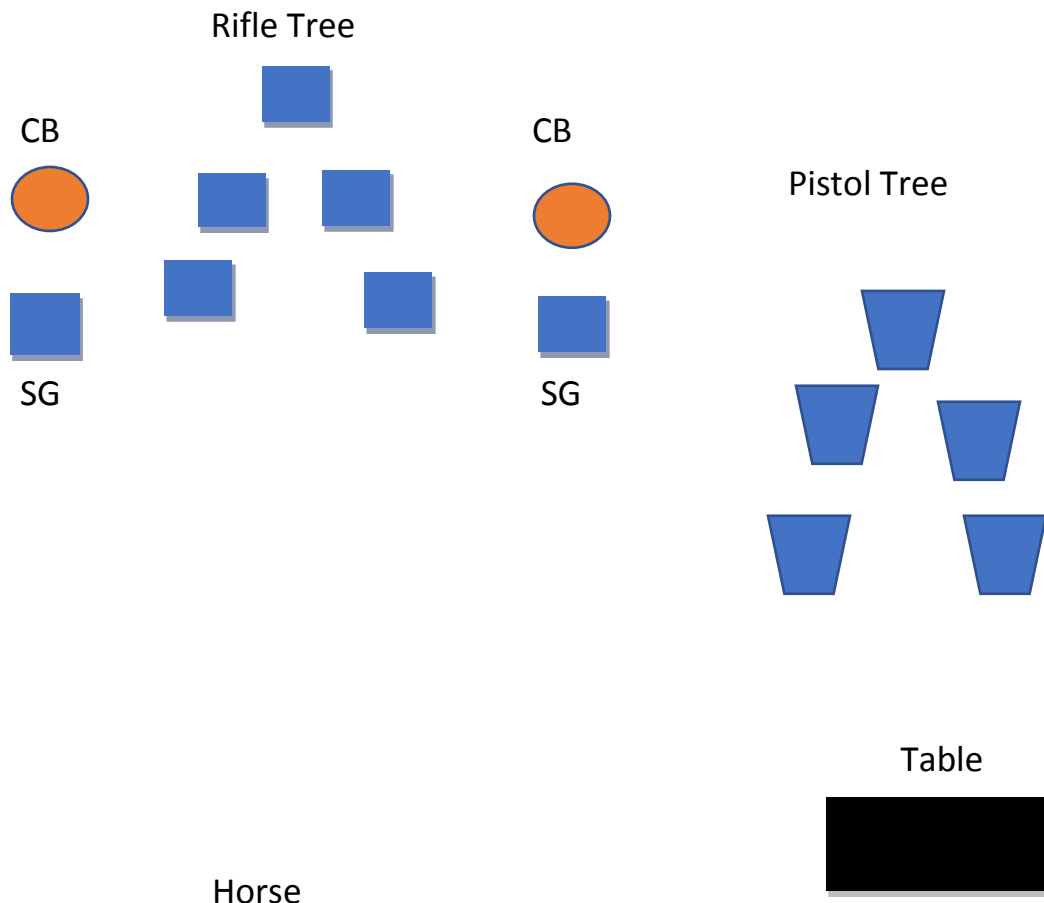 Rifle Tree
CB
CB
Pistol Tree
SG
SG
Table
Horse